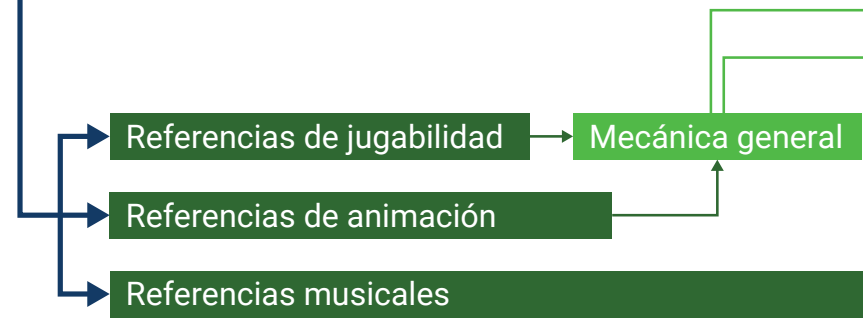 Referencias de jugabilidad
Mecánica general
Referencias de animación
Referencias musicales